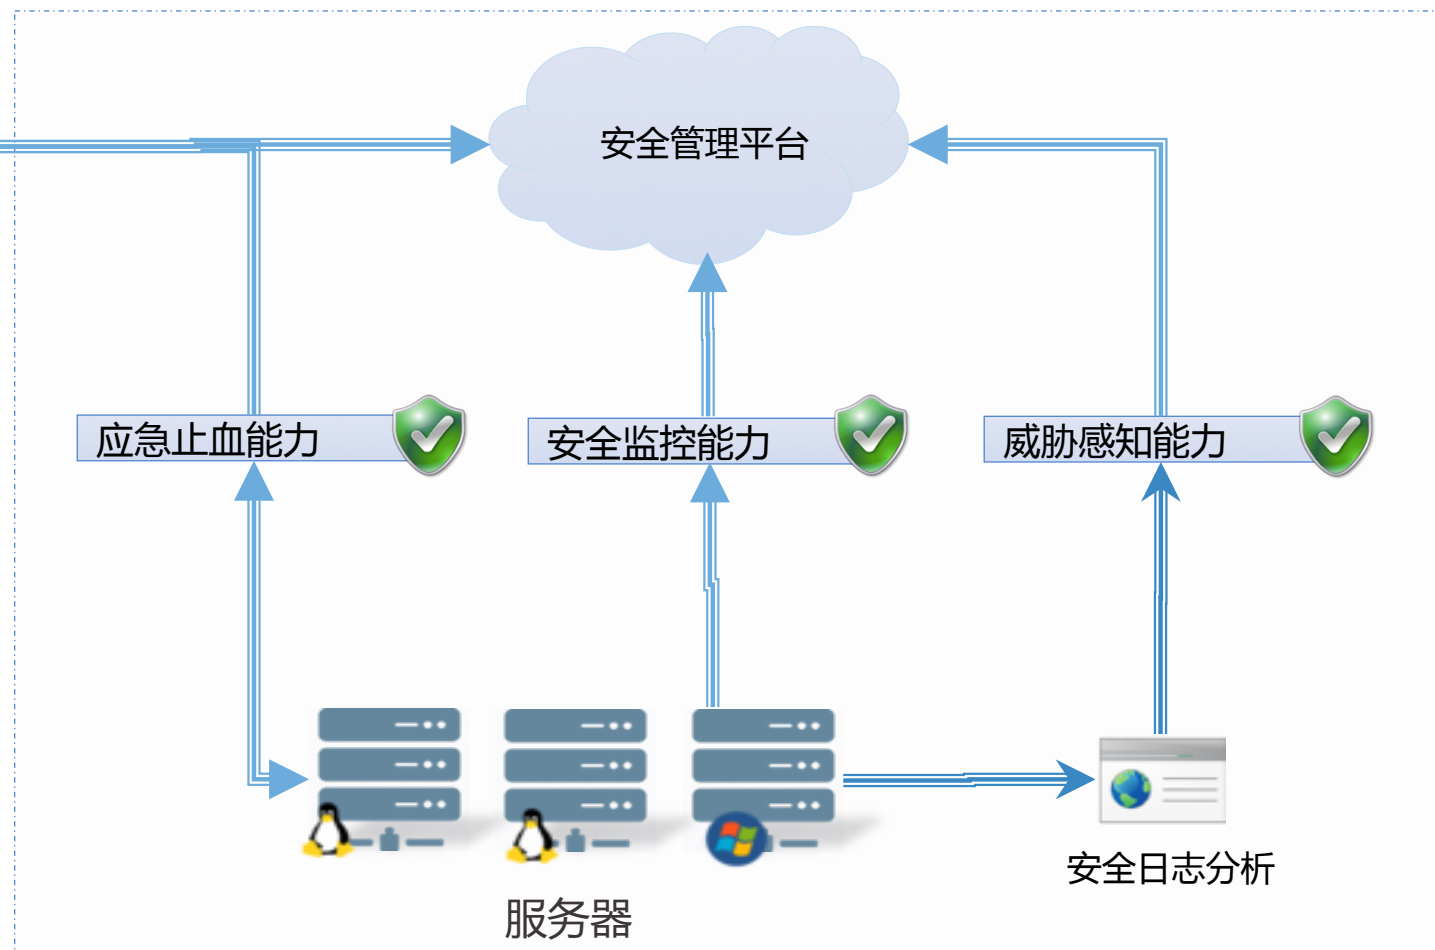 安全管理平台
应急止血能力
安全监控能力
威胁感知能力
安全日志分析
服务器